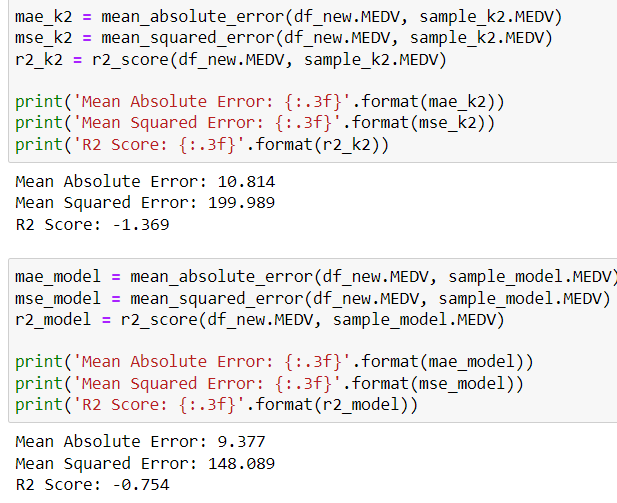 mae_k2 = mean_absolute_error(df_new.MEDV, sample_k2.MEDV)
mse_k2 = mean_squared_error(df_new.MEDV, sample_k2.MEDV)
r2_k2 = r2_score(df_new.MEDV, sample_k2.MEDV)
print('Mean Absolute Error: {:.3f}'.format(mae_k2))
print('Mean Squared Error: {:.3f}'.format(mse_k2))
print('R2 Score: {:.3f}'.format(r2_k2))
Mean Absolute Error: 10.814
Mean Squared Error: 199.989
R2 Score: -1.369
mae_model = mean_absolute_error(df_new.MEDV, sample_model.MEDV)
mse_model = mean_squared_error(df_new.MEDV, sample_model.MEDV)
r2_model = r2_score(df_new.MEDV, sample_model.MEDV)
print('Mean Absolute Error: {:.3f}'.format(mae_model))
print('Mean Squared Error: {:.3f}'.format(mse_model))
print('R2 Score: {:.3f}'.format(r2_model))
Mean Absolute Error: 9.377
Mean Squared Error: 148.089
R2 Score: -0.754